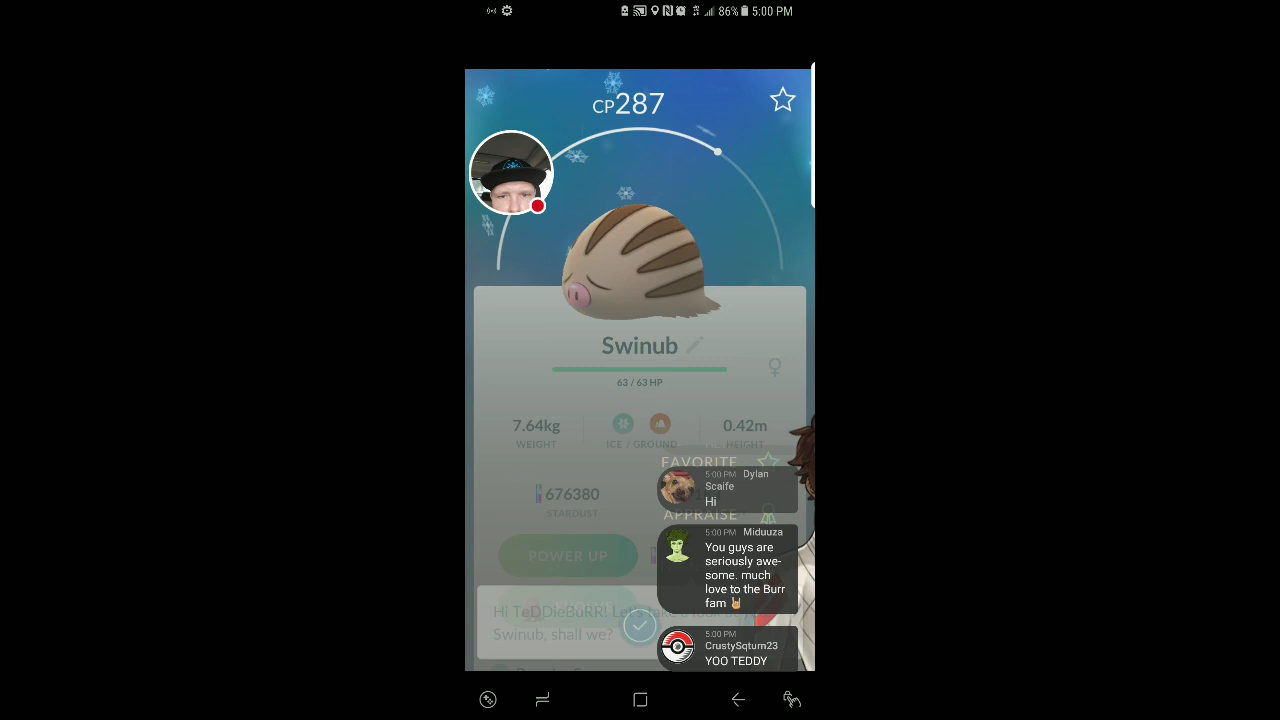 86% 5:00 PM
CP287
Swinub
63 / 63 HP
7.64kg
WEIGHT
ICE / GROUND
0.42m
HEIGHT
676380
STARDUST
FAVORITE
APPRAISE
POWER UP
5:00 PM Dylan
Scaife
Hi
5:00 PM Miduuza
You guys are
seriously awe-
some. much
love to the Burr
fam 🤘🏼
5:00 PM
CrustySqturn23
YOO TEDDY
Hi TeDDieBuRR! Let's take a look at your
Swinub, shall we?